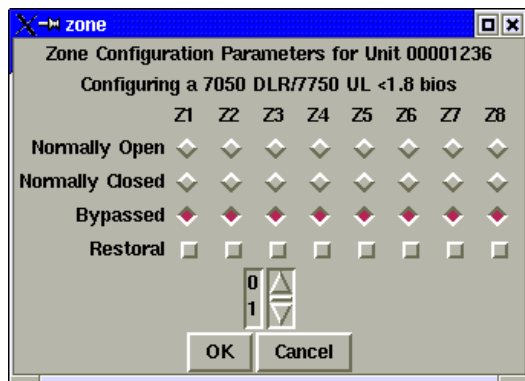 zone
Zone Configuration Parameters for Unit 00001236
Configuring a 7050 DLR/7750 UL <1.8 bios
Z1 Z2 Z3 Z4 Z5 Z6 Z7 Z8
Normally Open
Normally Closed
Bypassed
Restoral
0
1
OK Cancel